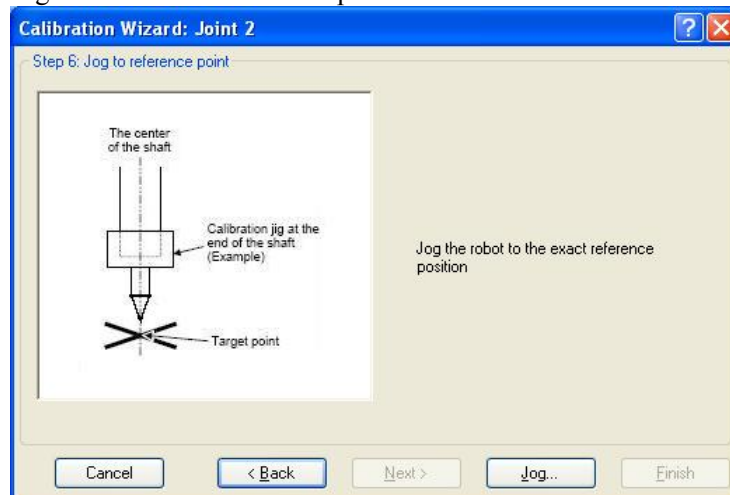 Calibration Wizard: Joint 2
Step 6: Jog to reference point
The center
of the shaft
Calibration jig at the
end of the shaft
(Example)
Target point
Jog the robot to the exact reference
position
Cancel
< Back
Next >
Jog...
Finish